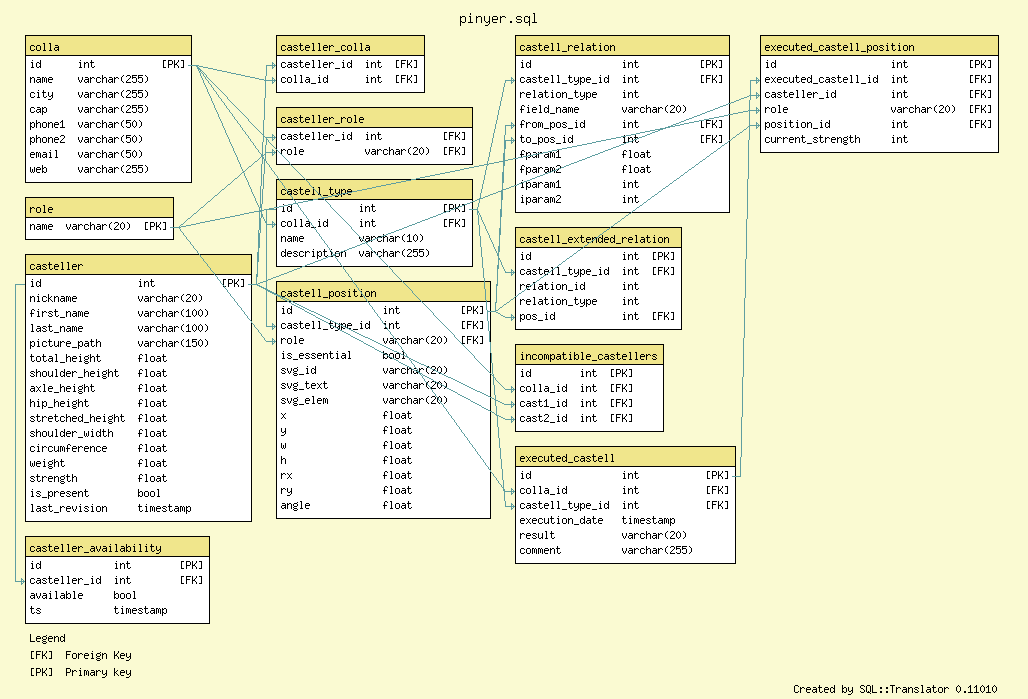 pinyer.sql
colla
id int [PK]
name varchar(255)
city varchar(255)
cap varchar(255)
phone1 varchar(50)
phone2 varchar(50)
email varchar(50)
web varchar(255)
role
name varchar(20) [PK]
casteller
id int [PK]
nickname varchar(20)
first_name varchar(100)
last_name varchar(100)
picture_path varchar(150)
total_height float
shoulder_height float
axle_height float
hip_height float
stretched_height float
shoulder_width float
circumference float
weight float
strength float
is_present bool
last_revision timestamp
casteller_availability
id int [PK]
casteller_id int [FK]
available bool
ts timestamp
Legend
[FK] Foreign Key
[PK] Primary key
casteller_colla
casteller_id int [FK]
colla_id int [FK]
casteller_role
casteller_id int [FK]
role varchar(20) [FK]
castell_type
id int [PK]
colla_id int [FK]
name varchar(10)
description varchar(255)
castell_position
id int [PK]
castell_type_id int [FK]
role varchar(20) [FK]
is_essential bool
svg_id varchar(20)
svg_text varchar(20)
svg_elem varchar(20)
x float
y float
w float
h float
rx float
ry float
angle float
castell_relation
id int [PK]
castell_type_id int [FK]
relation_type int
field_name varchar(20)
from_pos_id int [FK]
to_pos_id int [FK]
fparam1 float
fparam2 float
iparam1 int
iparam2 int
castell_extended_relation
id int [PK]
castell_type_id int [FK]
relation_id int
relation_type int
pos_id int [FK]
incompatible_castellers
id int [PK]
colla_id int [FK]
cast1_id int [FK]
cast2_id int [FK]
executed_castell
id int [PK]
colla_id int [FK]
castell_type_id int [FK]
execution_date timestamp
result varchar(20)
comment varchar(255)
executed_castell_position
id int [PK]
executed_castell_id int [FK]
casteller_id int [FK]
role varchar(20) [FK]
position_id int [FK]
current_strength int
Created by SQL::Translator 0.11010